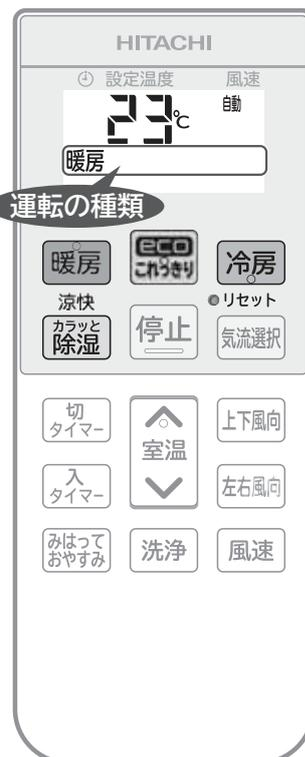 HITACHI
設定温度 風速
23℃ 自動
暖房
運転の種類
暖房
eco
これっきり
冷房
涼快
カラッと
除湿
停止
リセット
気流選択
切
タイマー
室温
上下風向
入
タイマー
左右風向
みはって
おやすみ
洗浄
風速